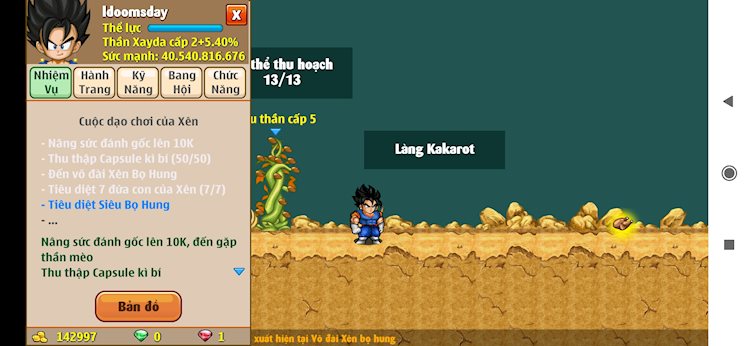 ldoomsday
Thể lực
Thần Xayda cấp 2+5.40%
Sức mạnh: 40.540.816.676
X
Nhiệm Vụ
Hành Trang
Kỹ Năng
Bang Hội
Chức Năng
Cuộc dạo chơi của Xên
- Nâng sức đánh gốc lên 10K
- Thu thập Capsule kì bí (50/50)
- Đến võ đài Xên Bọ Hung
- Tiêu diệt 7 đứa con của Xên (7/7)
- Tiêu diệt Siêu Bọ Hung
- ...
Nâng sức đánh gốc lên 10K, đến gặp
thần mèo
Thu thập Capsule kì bí
Bản đồ
142997
0
1
thể thu hoạch
13/13
u thần cấp 5
Làng Kakarot
xuất hiện tại Võ đài Xên bọ hung